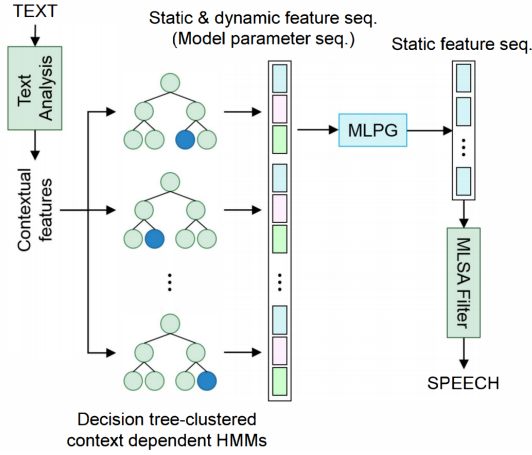 TEXT
Text
Analysis
Contextual
features
Static & dynamic feature seq.
(Model parameter seq.)
Static feature seq.
MLPG
MLSA Filter
SPEECH
Decision tree-clustered
context dependent HMMs